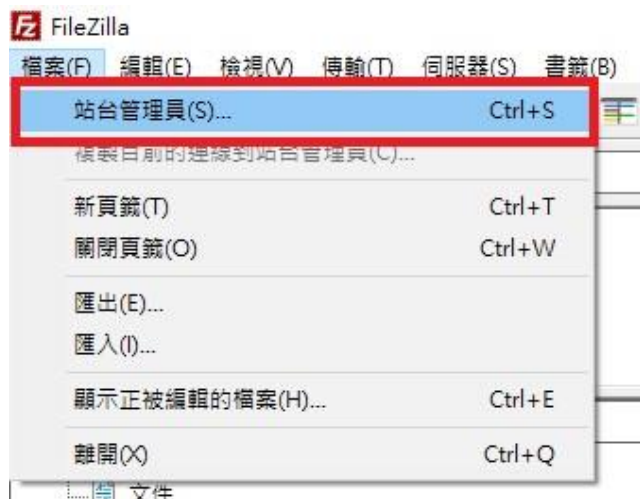 FileZilla
檔案(F) 編輯(E) 檢視(V) 傳輸(T) 伺服器(S) 書籤(B)
站台管理員(S)... Ctrl+S
複製目前的連線到站台管理員(C)...
新頁籤(T) Ctrl+T
關閉頁籤(O) Ctrl+W
匯出(E)...
匯入(I)...
顯示正被編輯的檔案(H)... Ctrl+E
離開(X) Ctrl+Q
文件